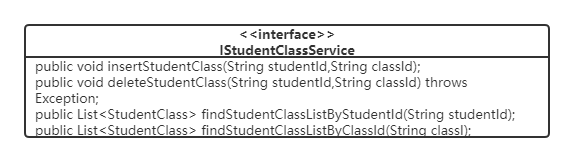 <<interface>>
IStudentClassService
public void insertStudentClass(String studentId,String classId);
public void deleteStudentClass(String studentId,String classId) throws
Exception;
public List<StudentClass> findStudentClassListByStudentId(String studentId);
public List<StudentClass> findStudentClassListByClassId(String classI);